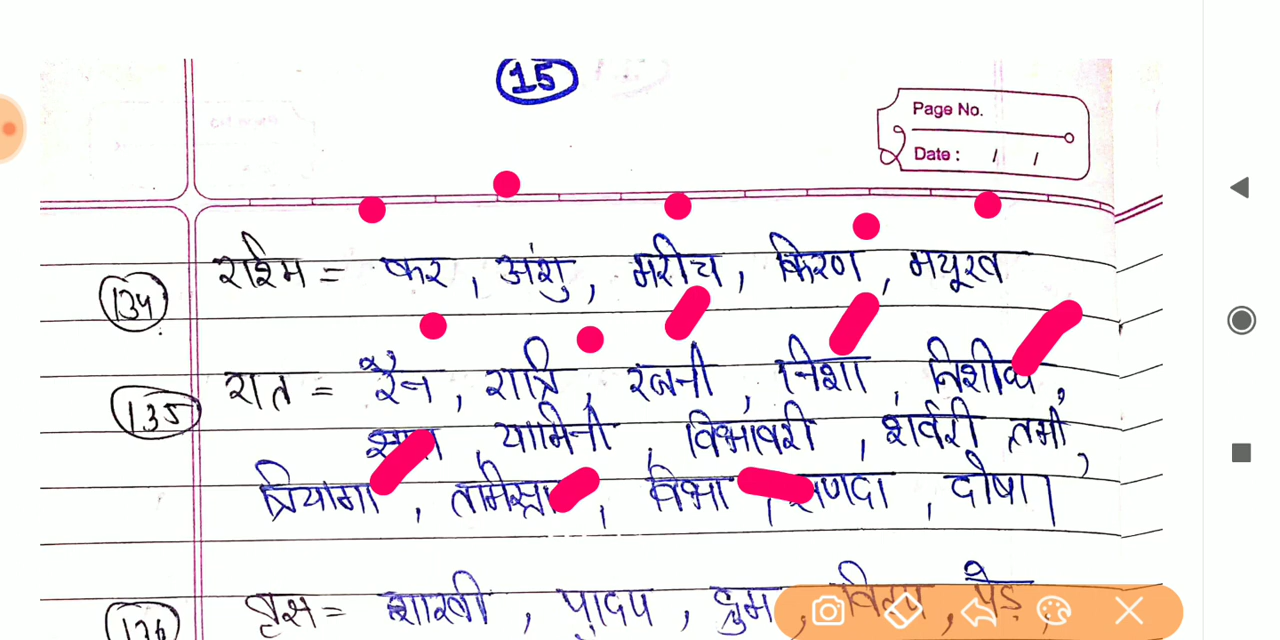 15
Page No.
Date : / /
134 रश्मि = कर , अंशु , मरीच , किरण , मयूख
135 रात = रैन , रात्रि , रजनी , निशा , निशीथ ,
यामिनी , विभावरी , शर्वरी , तमी ,
त्रियामा , तमिस्रा , विभा , क्षणदा , दोषा।
136 वृक्ष = शाखी , पादप , द्रुम , विटप , पेड़ ,